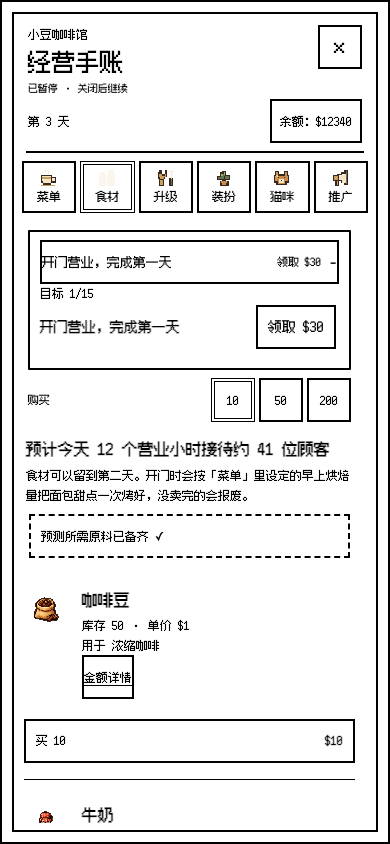 小豆咖啡馆
经营手账
×
已暂停 · 关闭后继续
第 3 天
余额: $12340
菜单
食材
升级
装扮
猫咪
推广
开门营业，完成第一天
领取 $30 −
目标 1/15
开门营业，完成第一天
领取 $30
购买
10
50
200
预计今天 12 个营业小时接待约 41 位顾客
食材可以留到第二天。开门时会按「菜单」里设定的早上烘焙
量把面包甜点一次烤好，没卖完的会报废。
预测所需原料已备齐 ✓
咖啡豆
库存 50 · 单价 $1
用于 浓缩咖啡
金额详情
买 10
$10
牛奶